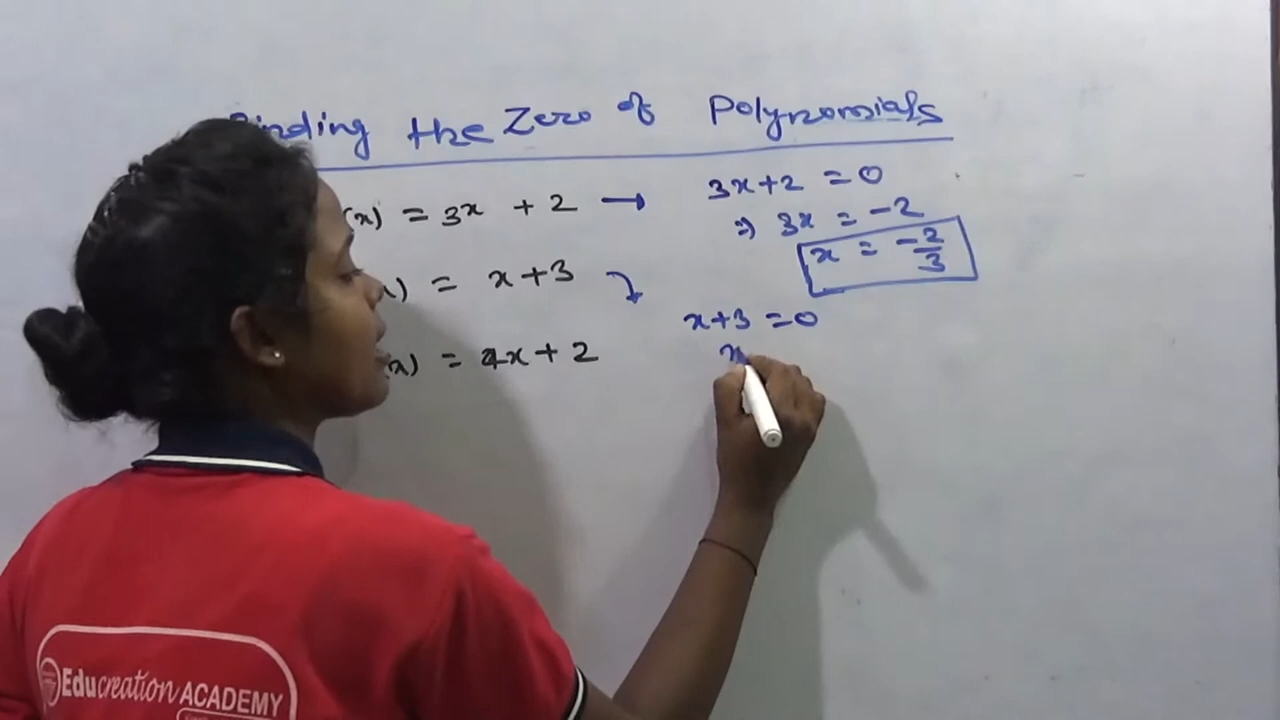 Finding the Zero of Polynomials
(x) = 3x + 2 → 3x+2 = 0
⇒ 3x = -2
x = -2/3
x) = x+3
x+3 = 0
x
(x) = 4x + 2
Educreation ACADEMY